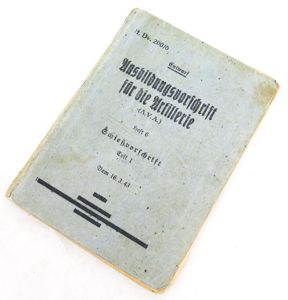 H. Dv. 200/6
Entwurf
Ausbildungsvorschrift
für die Artillerie
(A.V.A.)
Heft 6
Schießvorschrift
Teil 1
Vom 16.3.43